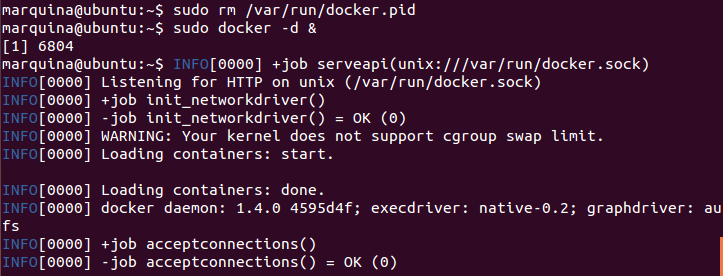 marquina@ubuntu:~$ sudo rm /var/run/docker.pid
marquina@ubuntu:~$ sudo docker -d &
[1] 6804
marquina@ubuntu:~$ INFO[0000] +job serveapi(unix:///var/run/docker.sock)
INFO[0000] Listening for HTTP on unix (/var/run/docker.sock)
INFO[0000] +job init_networkdriver()
INFO[0000] -job init_networkdriver() = OK (0)
INFO[0000] WARNING: Your kernel does not support cgroup swap limit.
INFO[0000] Loading containers: start.
INFO[0000] Loading containers: done.
INFO[0000] docker daemon: 1.4.0 4595d4f; execdriver: native-0.2; graphdriver: au
fs
INFO[0000] +job acceptconnections()
INFO[0000] -job acceptconnections() = OK (0)